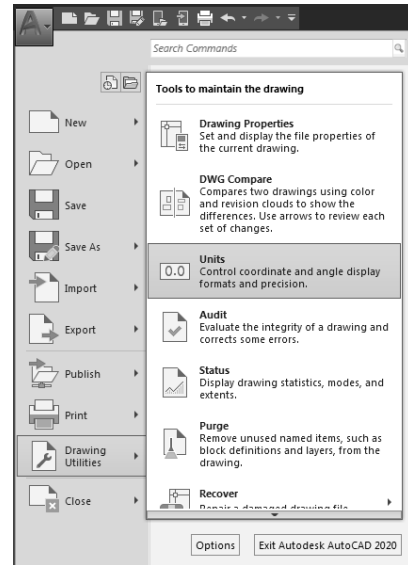 Search Commands
Tools to maintain the drawing
New
Open
Save
Save As
Import
Export
Publish
Print
Drawing
Utilities
Close
Drawing Properties
Set and display the file properties of
the current drawing.
DWG Compare
Compares two drawings using color
and revision clouds to show the
differences. Use arrows to review each
set of changes.
0.0
Units
Control coordinate and angle display
formats and precision.
Audit
Evaluate the integrity of a drawing and
corrects some errors.
Status
Display drawing statistics, modes, and
extents.
Purge
Remove unused named items, such as
block definitions and layers, from the
drawing.
Recover
Repair a damaged drawing file
Options
Exit Autodesk AutoCAD 2020